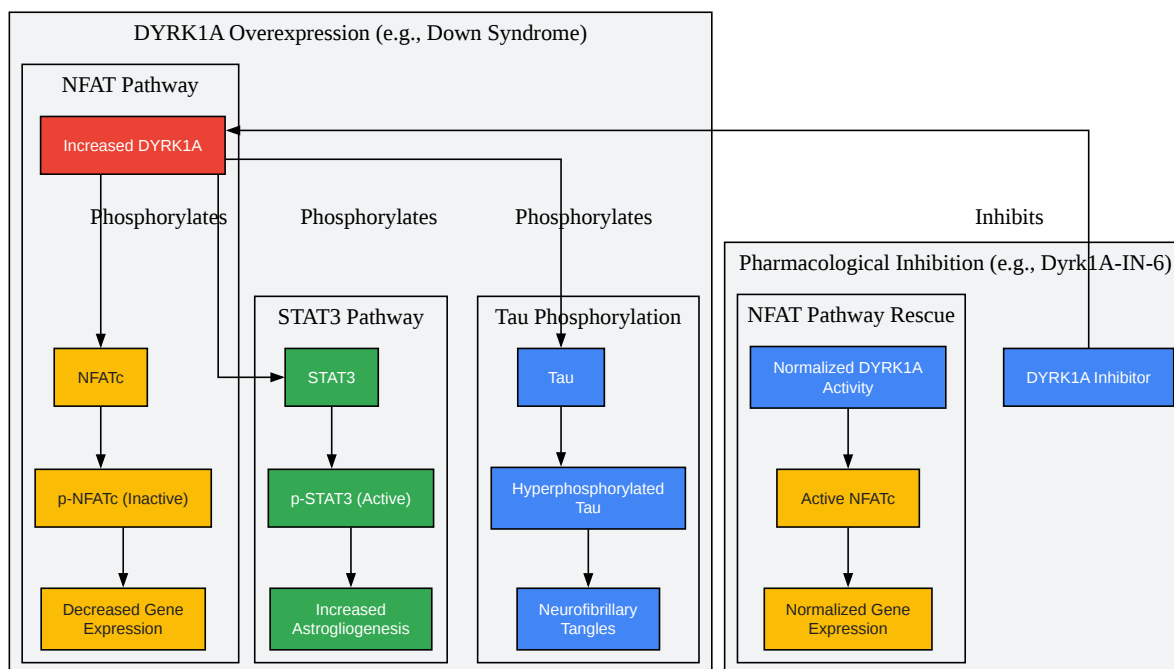 DYRK1A Overexpression (e.g., Down Syndrome)
NFAT Pathway
Increased DYRK1A
Phosphorylates
Phosphorylates
Phosphorylates
Inhibits
Pharmacological Inhibition (e.g., Dyrk1A-IN-6)
STAT3 Pathway
Tau Phosphorylation
NFAT Pathway Rescue
NFATc
STAT3
Tau
Normalized DYRK1A
Activity
DYRK1A Inhibitor
p-NFATc (Inactive)
p-STAT3 (Active)
Hyperphosphorylated
Tau
Active NFATc
Decreased Gene
Expression
Increased
Astrogliogenesis
Neurofibrillary
Tangles
Normalized Gene
Expression